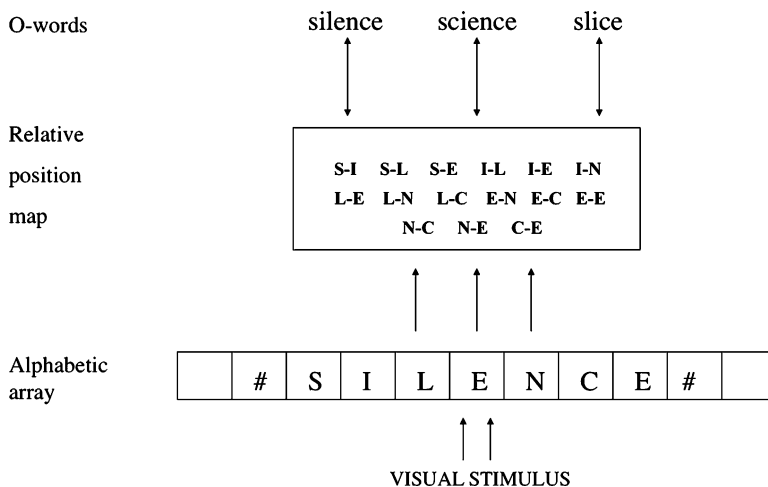 O-words silence science slice
Relative
position
map
S-I S-L S-E I-L I-E I-N
L-E L-N L-C E-N E-C E-E
N-C N-E C-E
Alphabetic
array
# S I L E N C E #
VISUAL STIMULUS